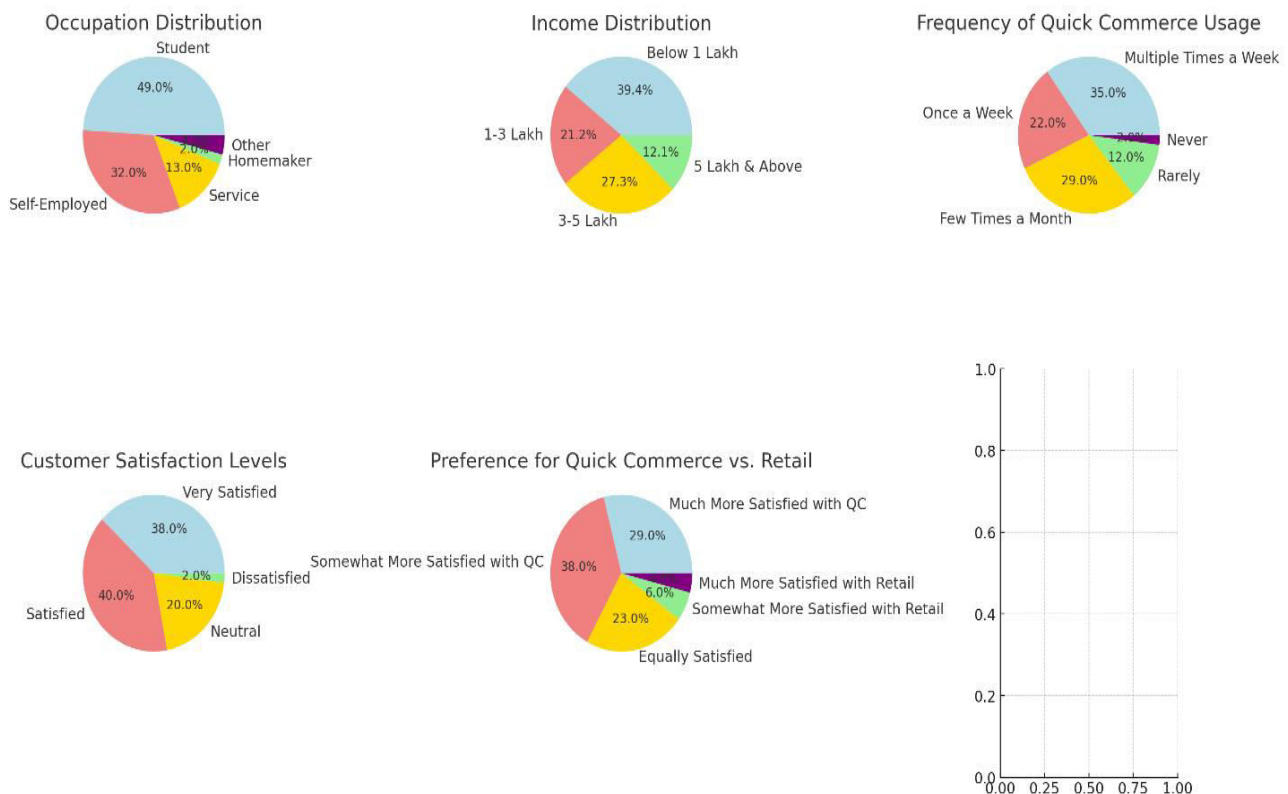 Occupation Distribution
Student
49.0%
Other
2.0%
Homemaker
13.0%
32.0%
Service
Self-Employed
Income Distribution
Below 1 Lakh
39.4%
1-3 Lakh
21.2%
12.1%
5 Lakh & Above
27.3%
3-5 Lakh
Frequency of Quick Commerce Usage
Multiple Times a Week
35.0%
Once a Week
22.0%
2.0%
Never
12.0%
Rarely
29.0%
Few Times a Month
Customer Satisfaction Levels
Very Satisfied
38.0%
2.0%
Dissatisfied
40.0%
20.0%
Satisfied
Neutral
Preference for Quick Commerce vs. Retail
Much More Satisfied with QC
29.0%
Somewhat More Satisfied with QC
38.0%
Much More Satisfied with Retail
6.0%
Somewhat More Satisfied with Retail
23.0%
Equally Satisfied
1.0
0.8
0.6
0.4
0.2
0.0
0.00 0.25 0.50 0.75 1.00